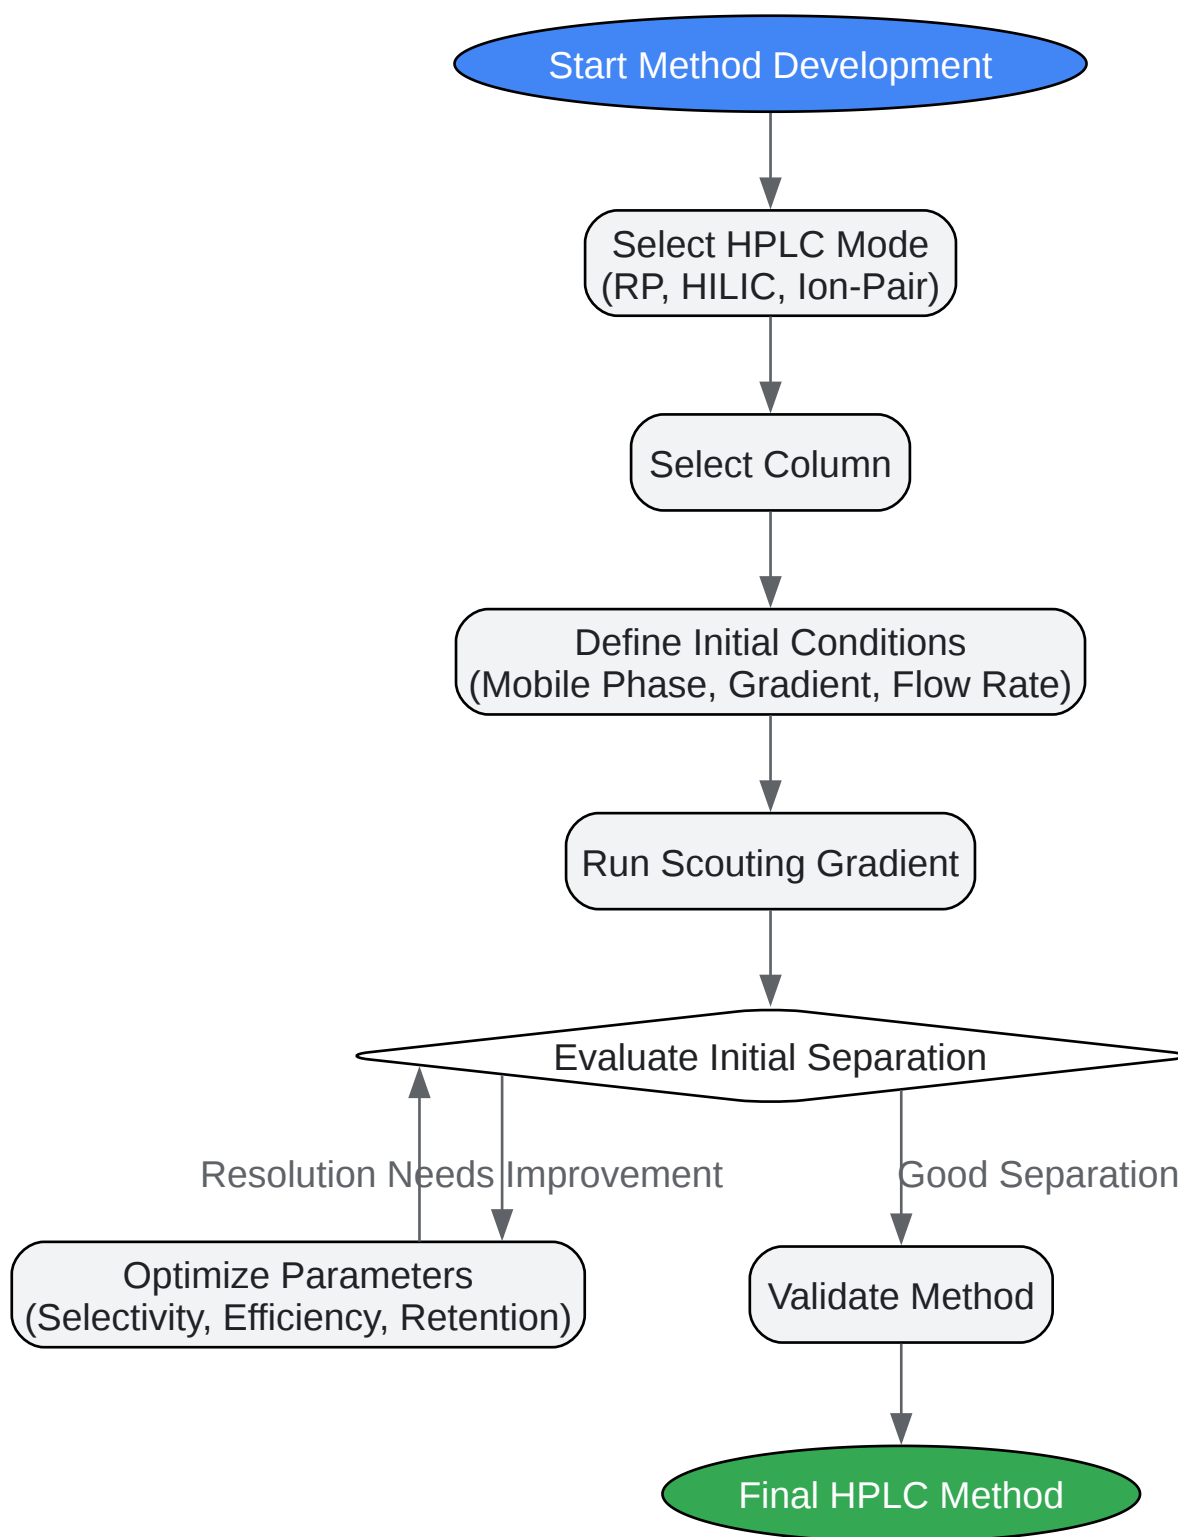 Start Method Development
Select HPLC Mode
(RP, HILIC, Ion-Pair)
Select Column
Define Initial Conditions
(Mobile Phase, Gradient, Flow Rate)
Run Scouting Gradient
Evaluate Initial Separation
Resolution Needs Improvement
Good Separation
Optimize Parameters
(Selectivity, Efficiency, Retention)
Validate Method
Final HPLC Method